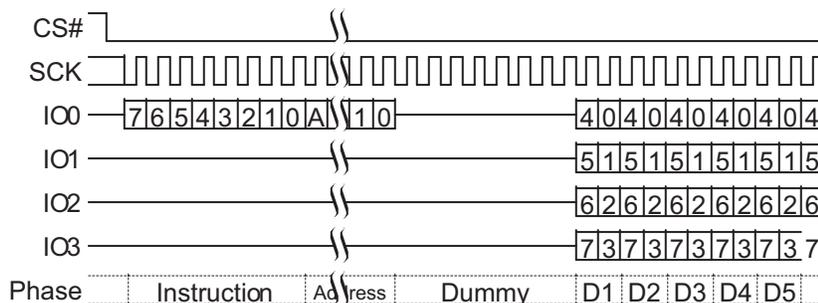 CS#
SCK
IO0 7 6 5 4 3 2 1 0 A 1 0 4 0 4 0 4 0 4 0 4 0 4
IO1 5 1 5 1 5 1 5 1 5 1 5
IO2 6 2 6 2 6 2 6 2 6 2 6
IO3 7 3 7 3 7 3 7 3 7 3 7
Phase Instruction Address Dummy D1 D2 D3 D4 D5